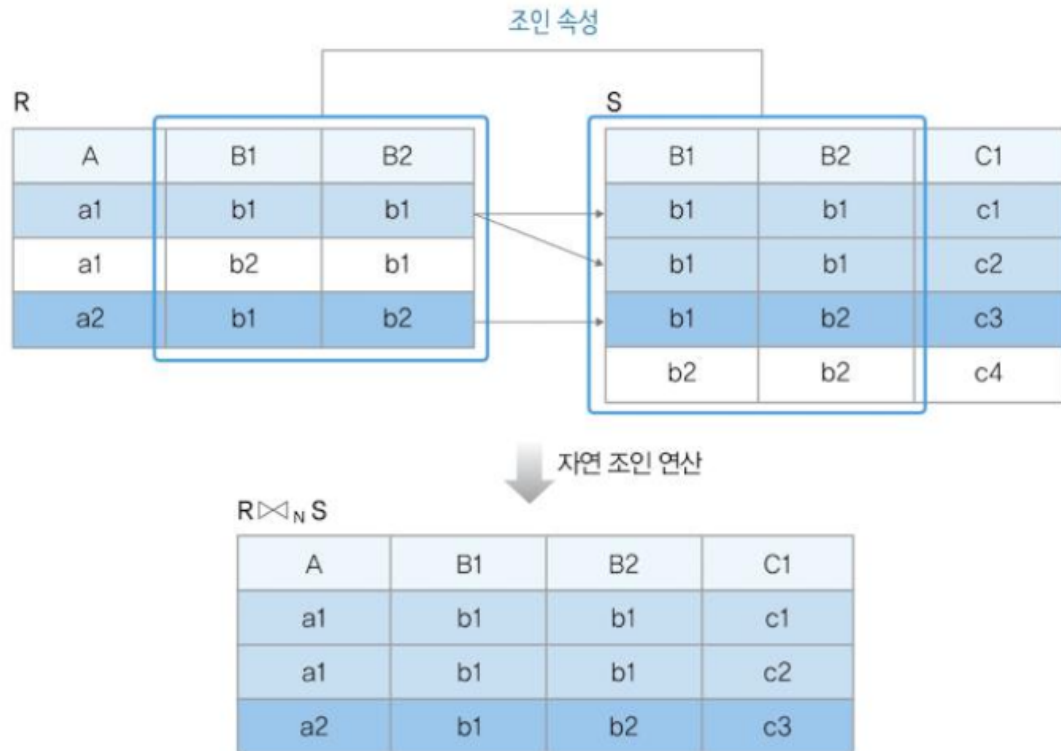 조인 속성
R
A B1 B2
a1 b1 b1
a1 b2 b1
a2 b1 b2
S
B1 B2 C1
b1 b1 c1
b1 b1 c2
b1 b2 c3
b2 b2 c4
자연 조인 연산
R⋈N S
A B1 B2 C1
a1 b1 b1 c1
a1 b1 b1 c2
a2 b1 b2 c3